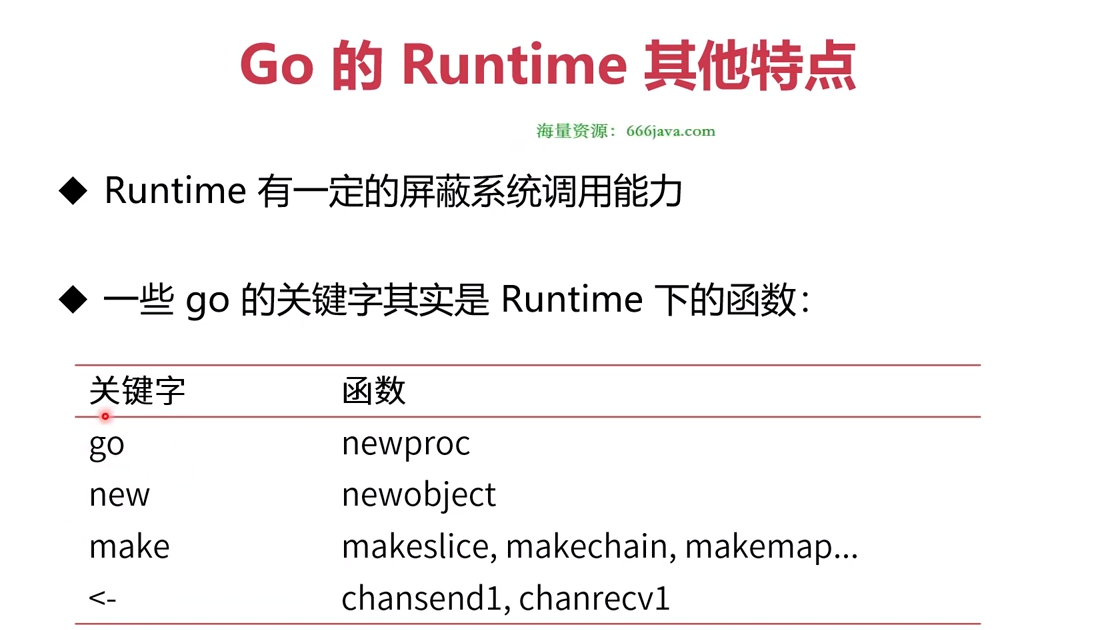 Go 的 Runtime 其他特点
海量资源：666java.com
◆ Runtime 有一定的屏蔽系统调用能力
◆ 一些 go 的关键字其实是 Runtime 下的函数：
关键字 函数
go newproc
new newobject
make makeslice, makechain, makemap...
<- chansend1, chanrecv1